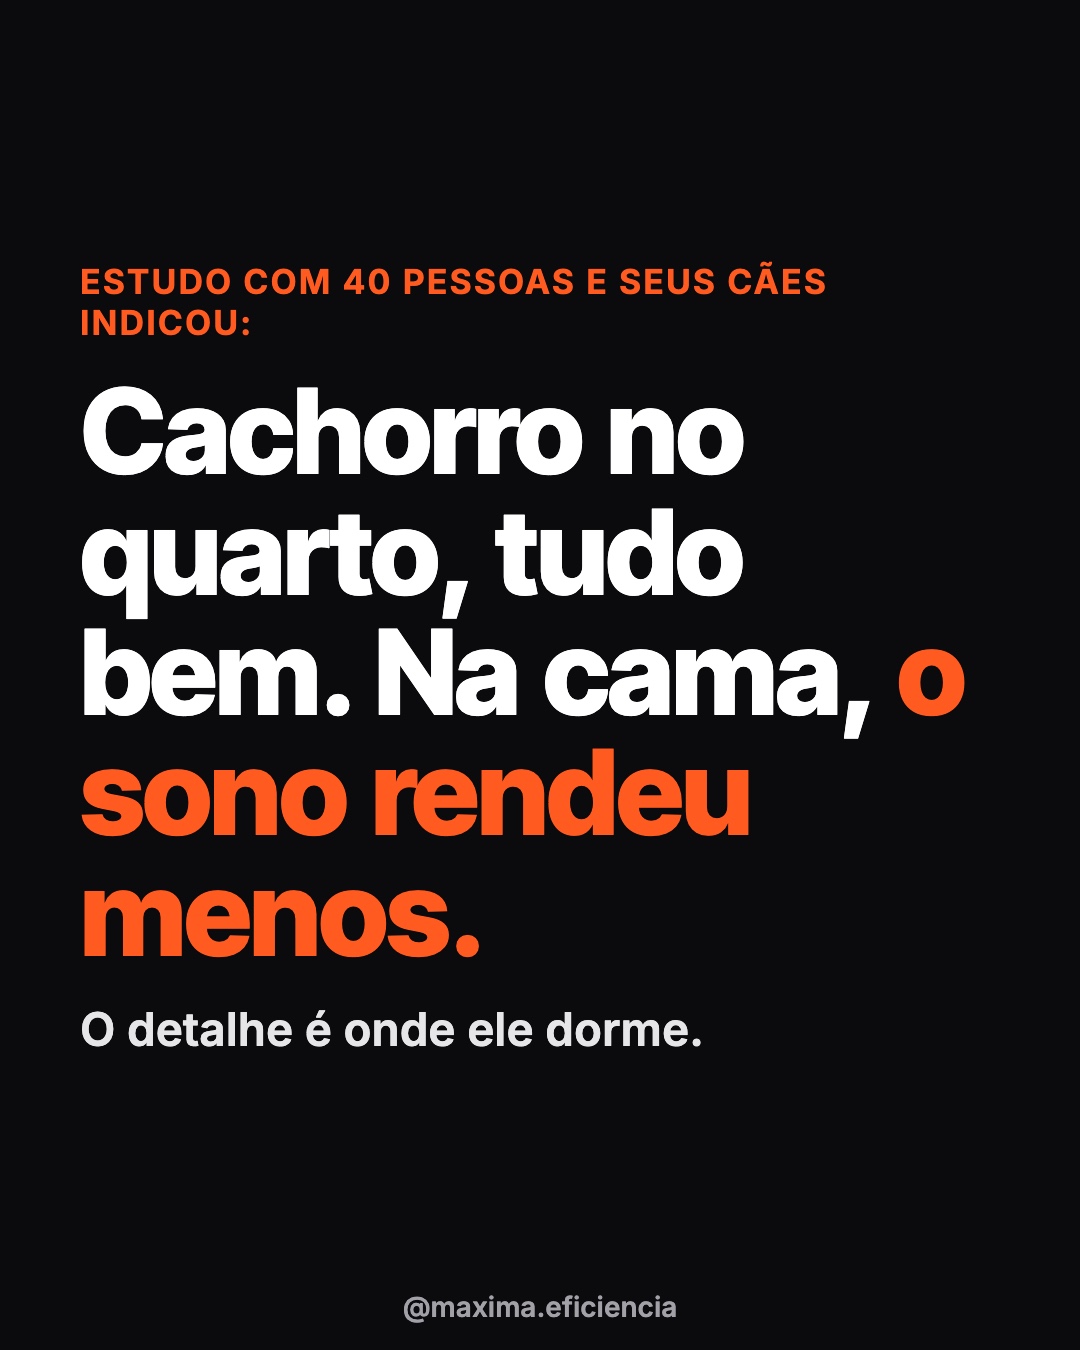 ESTUDO COM 40 PESSOAS E SEUS CÃES
INDICOU:
Cachorro no
quarto, tudo
bem. Na cama, o
sono rendeu
menos.
O detalhe é onde ele dorme.
@maxima.eficiencia